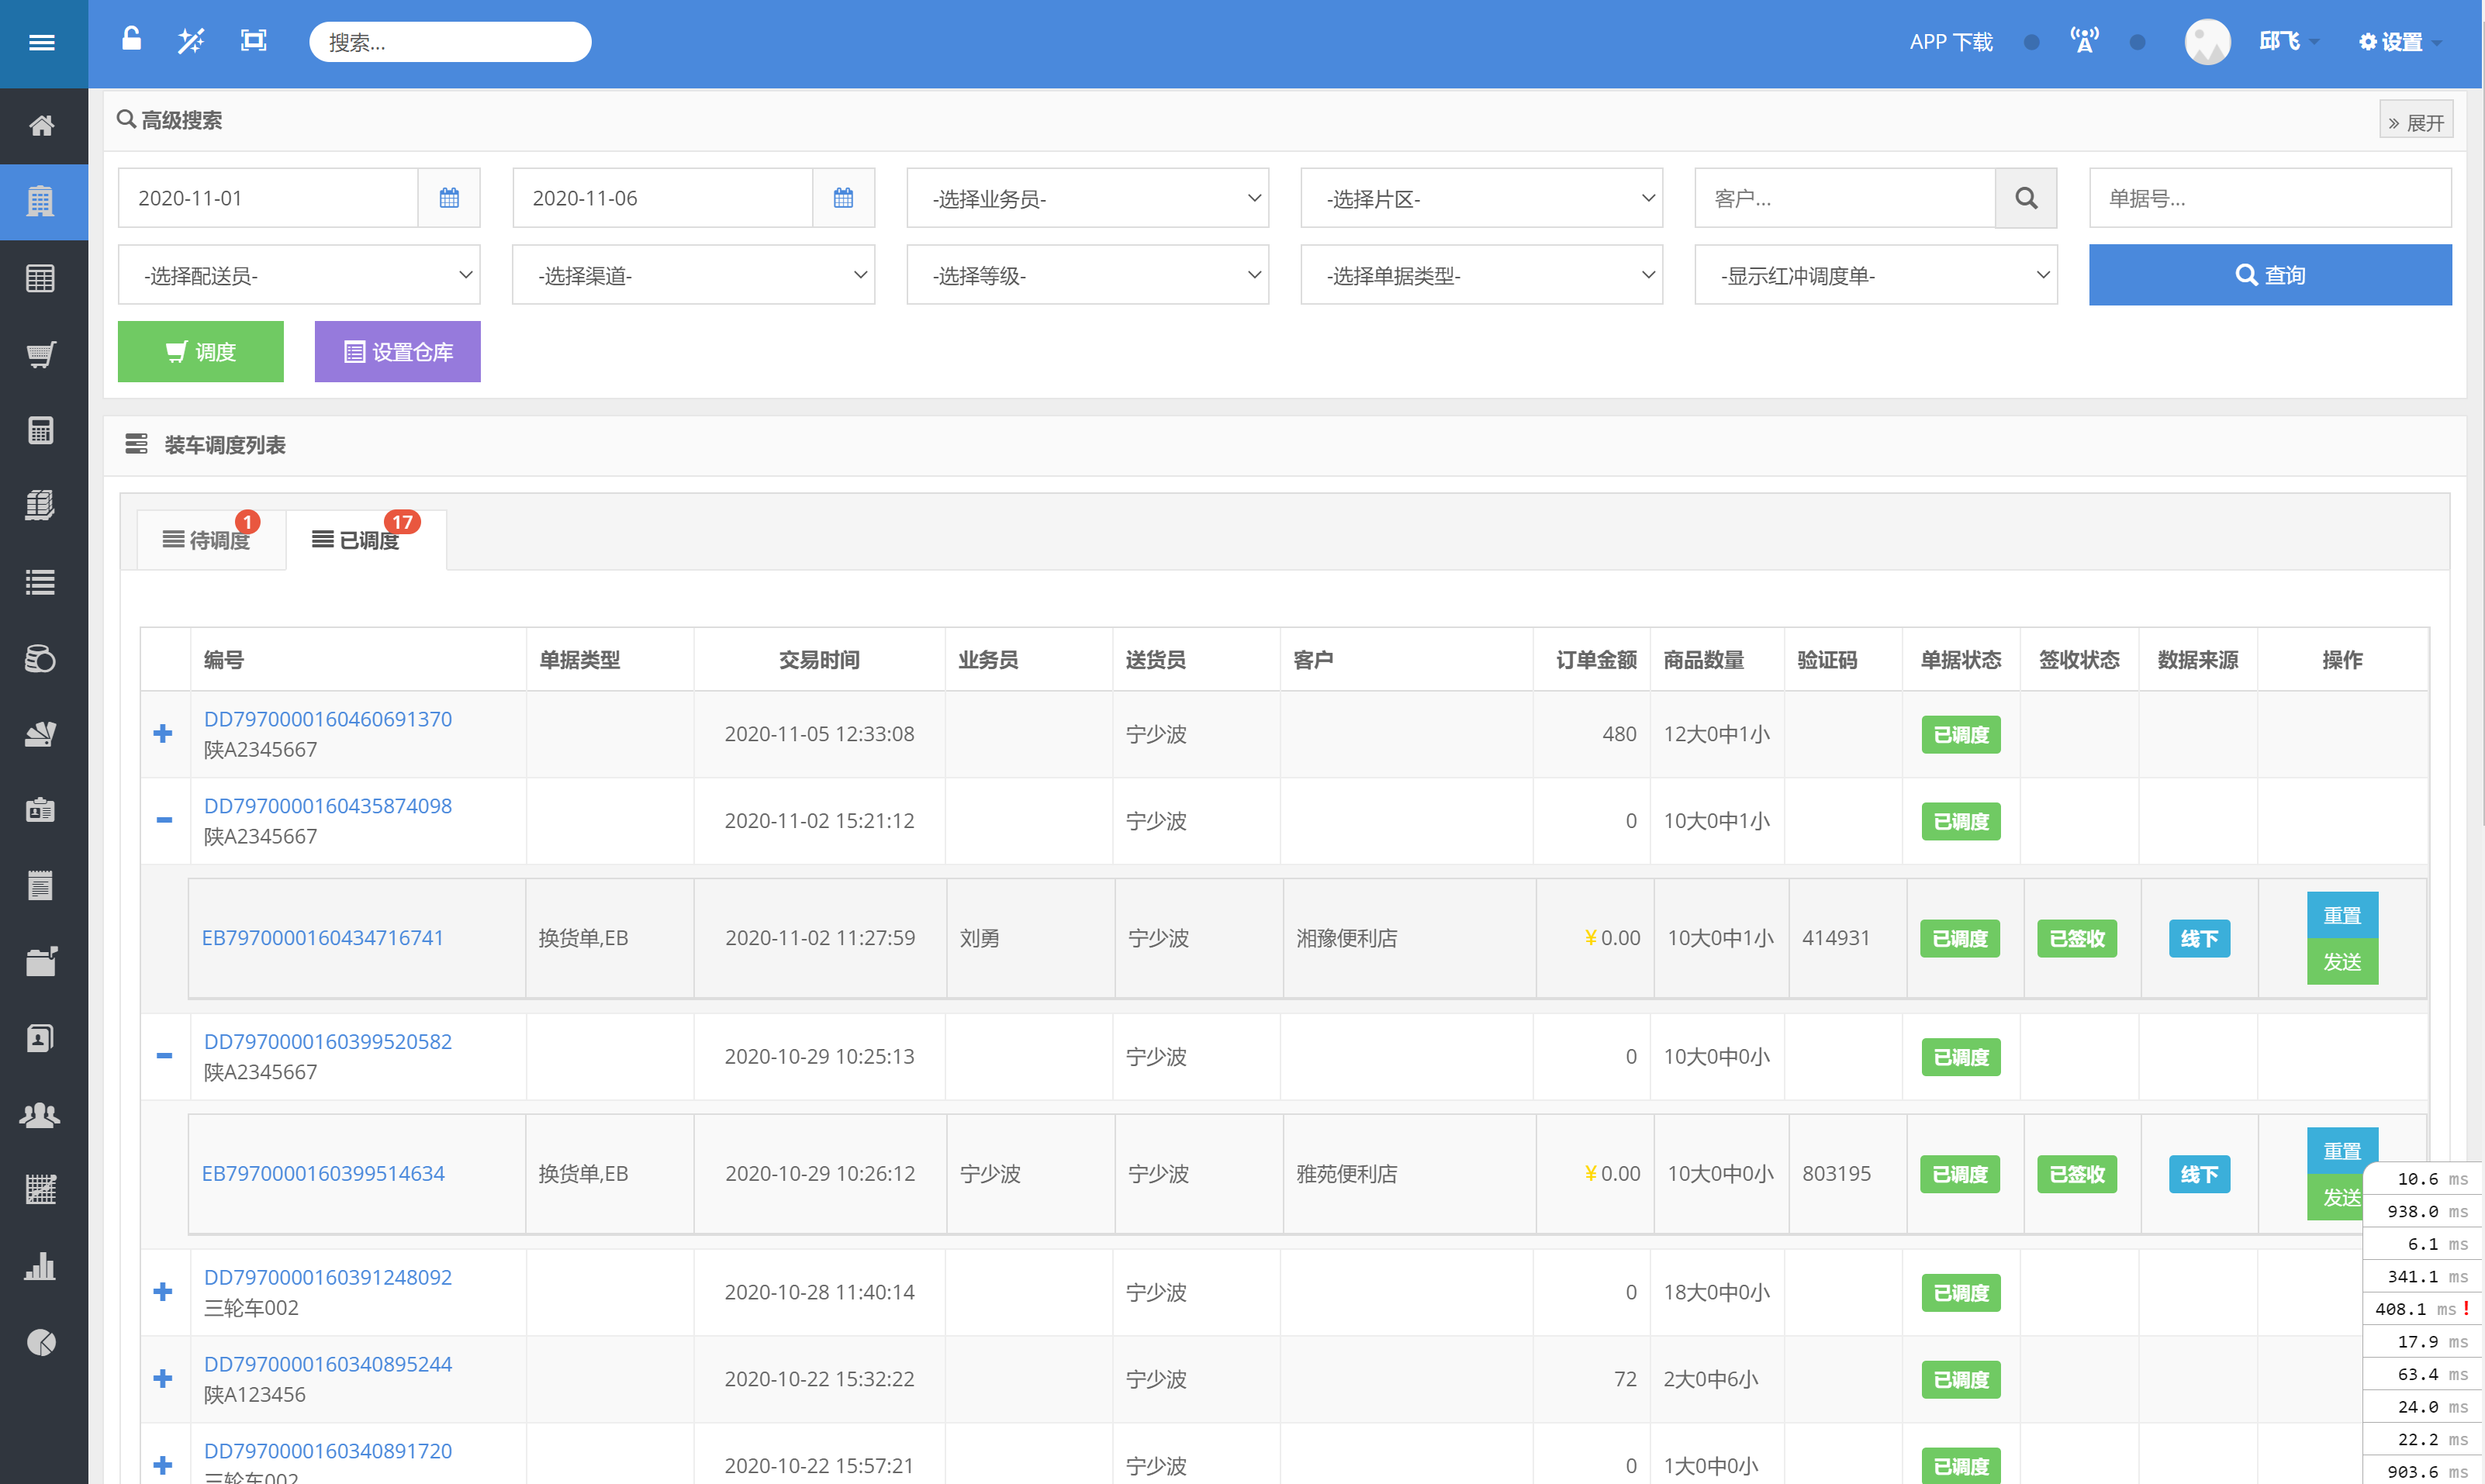 搜索...
APP 下载
邱飞
设置
高级搜索
» 展开
2020-11-01
2020-11-06
-选择业务员-
-选择片区-
客户...
单据号...
-选择配送员-
-选择渠道-
-选择等级-
-选择单据类型-
-显示红冲调度单-
查询
调度
设置仓库
装车调度列表
待调度 1
已调度 17
编号 单据类型 交易时间 业务员 送货员 客户 订单金额 商品数量 验证码 单据状态 签收状态 数据来源 操作
DD7970000160460691370
陕A2345667
2020-11-05 12:33:08 宁少波 480 12大0中1小 已调度
DD7970000160435874098
陕A2345667
2020-11-02 15:21:12 宁少波 0 10大0中1小 已调度
EB7970000160434716741 换货单,EB 2020-11-02 11:27:59 刘勇 宁少波 湘豫便利店 ¥0.00 10大0中1小 414931 已调度 已签收 线下
重置
发送
DD7970000160399520582
陕A2345667
2020-10-29 10:25:13 宁少波 0 10大0中0小 已调度
EB7970000160399514634 换货单,EB 2020-10-29 10:26:12 宁少波 宁少波 雅苑便利店 ¥0.00 10大0中0小 803195 已调度 已签收 线下
重置
发送
DD7970000160391248092
三轮车002
2020-10-28 11:40:14 宁少波 0 18大0中0小 已调度
DD7970000160340895244
陕A123456
2020-10-22 15:32:22 宁少波 72 2大0中6小 已调度
DD7970000160340891720
三轮车002
2020-10-22 15:57:21 宁少波 0 1大0中0小 已调度
10.6 ms
938.0 ms
6.1 ms
341.1 ms
408.1 ms !
17.9 ms
63.4 ms
24.0 ms
22.2 ms
903.6 ms